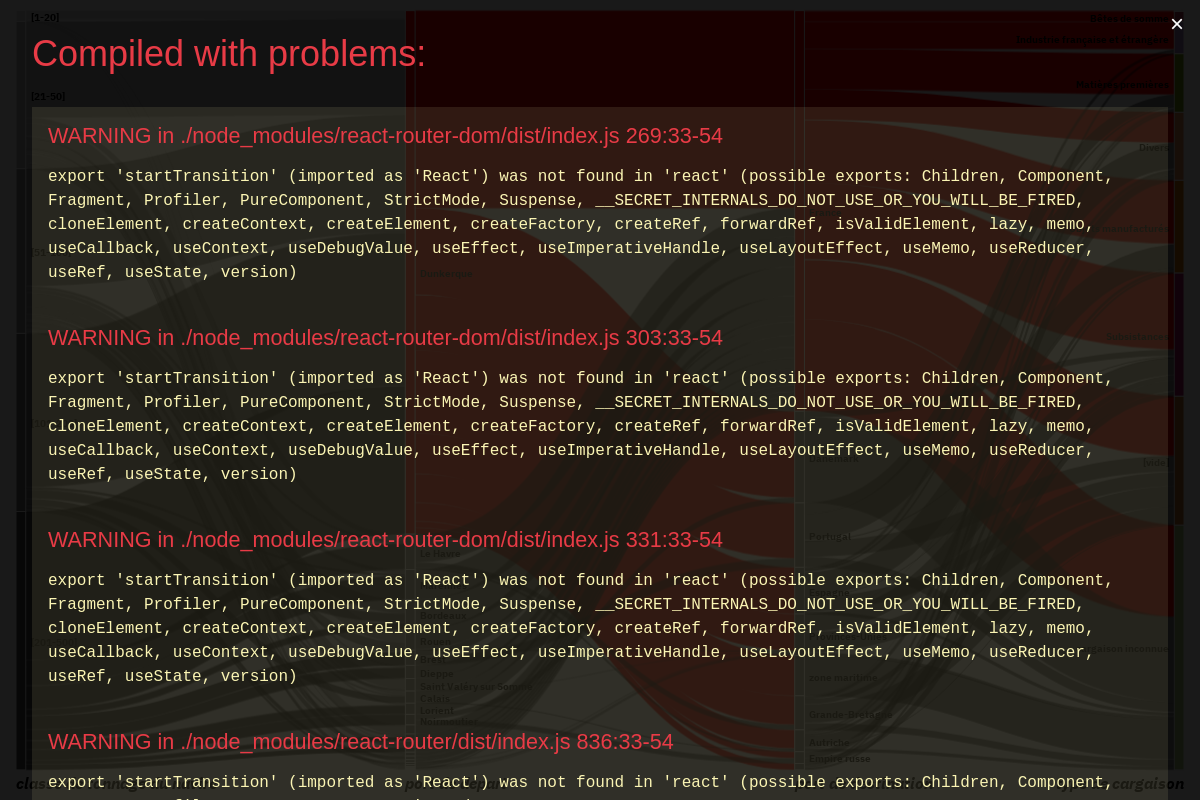 [1-20]
Compiled with problems:
×
[21-50]
WARNING in ./node_modules/react-router-dom/dist/index.js 269:33-54
export 'startTransition' (imported as 'React') was not found in 'react' (possible exports: Children, Component,
Fragment, Profiler, PureComponent, StrictMode, Suspense, __SECRET_INTERNALS_DO_NOT_USE_OR_YOU_WILL_BE_FIRED,
cloneElement, createContext, createElement, createFactory, createRef, forwardRef, isValidElement, lazy, memo,
useCallback, useContext, useDebugValue, useEffect, useImperativeHandle, useLayoutEffect, useMemo, useReducer,
useRef, useState, version)
WARNING in ./node_modules/react-router-dom/dist/index.js 303:33-54
export 'startTransition' (imported as 'React') was not found in 'react' (possible exports: Children, Component,
Fragment, Profiler, PureComponent, StrictMode, Suspense, __SECRET_INTERNALS_DO_NOT_USE_OR_YOU_WILL_BE_FIRED,
cloneElement, createContext, createElement, createFactory, createRef, forwardRef, isValidElement, lazy, memo,
useCallback, useContext, useDebugValue, useEffect, useImperativeHandle, useLayoutEffect, useMemo, useReducer,
useRef, useState, version)
WARNING in ./node_modules/react-router-dom/dist/index.js 331:33-54
Portugal
export 'startTransition' (imported as 'React') was not found in 'react' (possible exports: Children, Component,
Fragment, Profiler, PureComponent, StrictMode, Suspense, __SECRET_INTERNALS_DO_NOT_USE_OR_YOU_WILL_BE_FIRED,
cloneElement, createContext, createElement, createFactory, createRef, forwardRef, isValidElement, lazy, memo,
useCallback, useContext, useDebugValue, useEffect, useImperativeHandle, useLayoutEffect, useMemo, useReducer,
useRef, useState, version)
Dieppe
Calais
Lorient
WARNING in ./node_modules/react-router/dist/index.js 836:33-54
export 'startTransition' (imported as 'React') was not found in 'react' (possible exports: Children, Component,